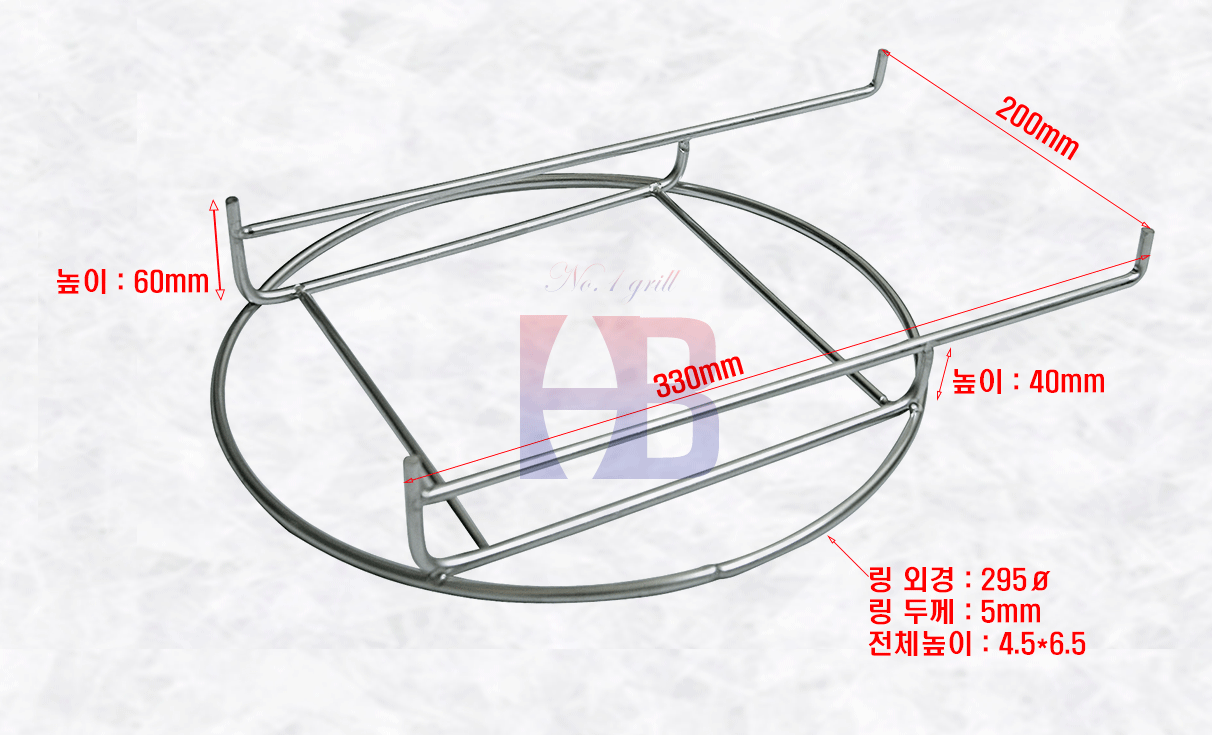 200mm
높이 : 60mm
No.1 grill
HB
330mm
높이 : 40mm
링 외경 : 295ø
링 두께 : 5mm
전체높이 : 4.5*6.5